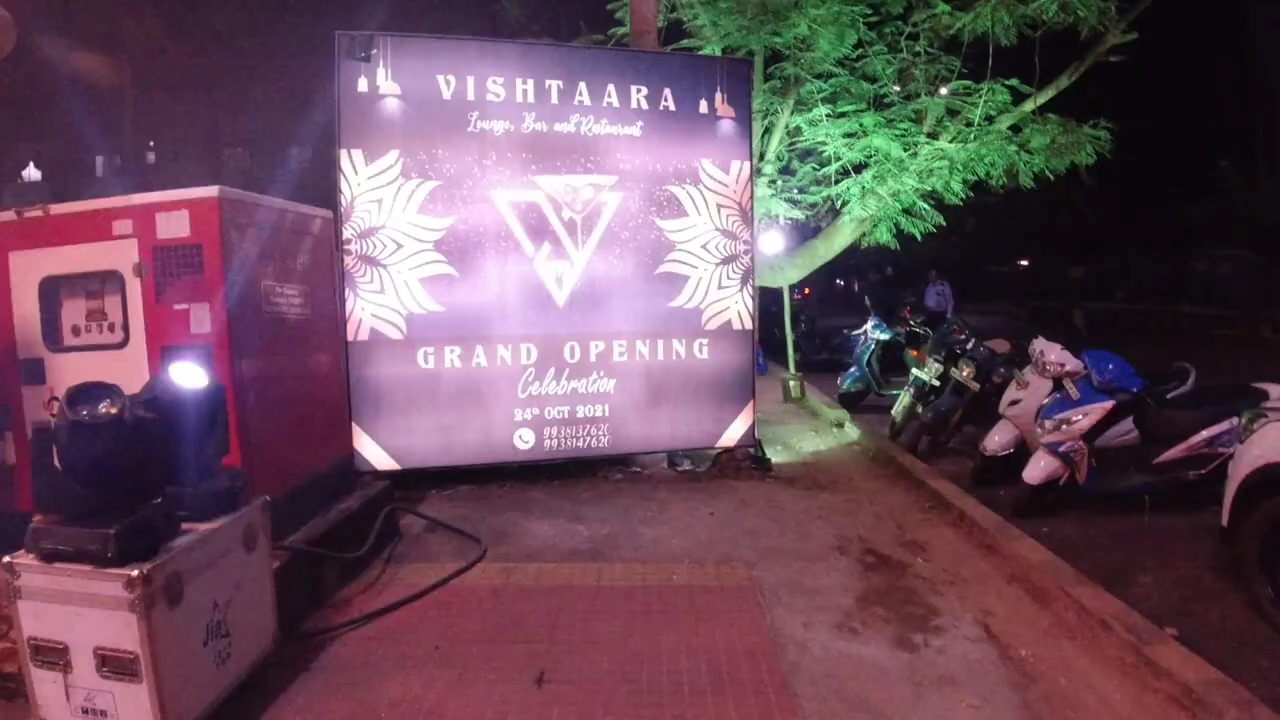 VISHTAARA
Lounge, Bar and Restaurant
GRAND OPENING
Celebration
24th OCT 2021
9938137620
9938147620